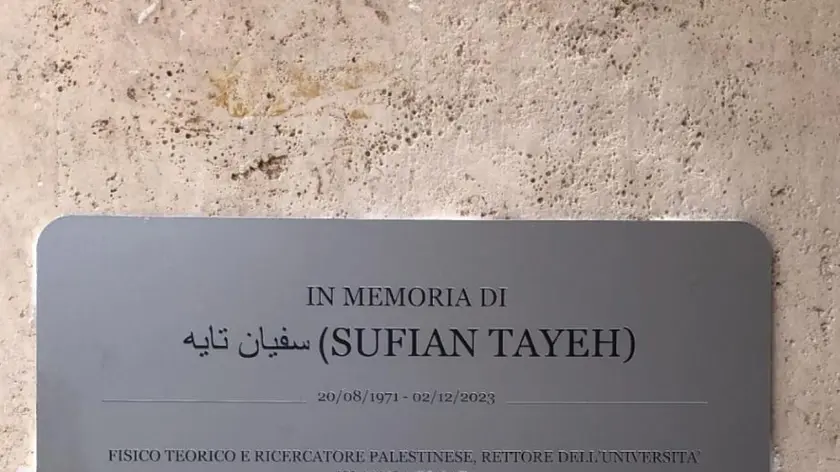 IN MEMORIA DI
سفيان تايه (SUFIAN TAYEH)
20/08/1971 - 02/12/2023
FISICO TEORICO E RICERCATORE PALESTINESE, RETTORE DELL'UNIVERSITA'